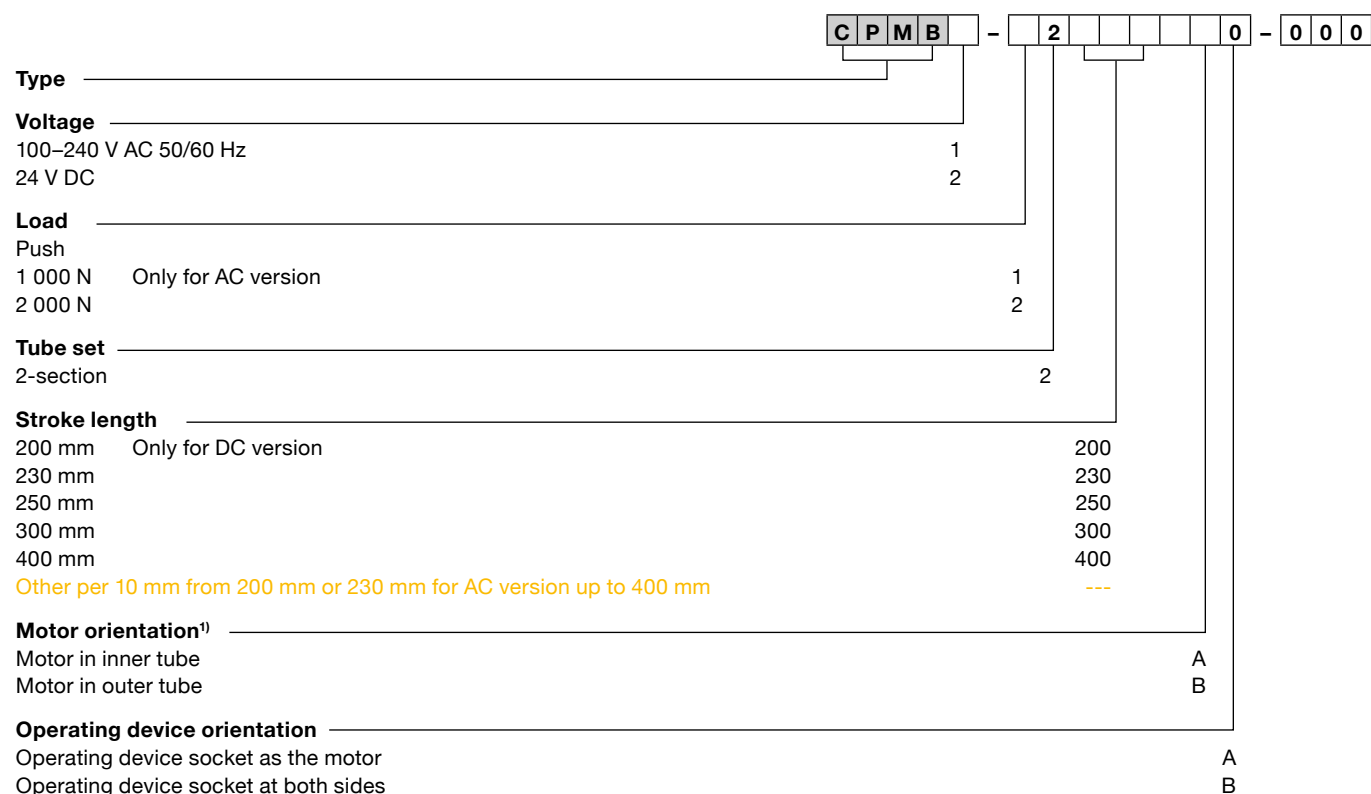 C P M B – 2 0 – 0 0 0
Type
Voltage
100–240 V AC 50/60 Hz 1
24 V DC 2
Load
Push
1 000 N Only for AC version 1
2 000 N 2
Tube set
2-section 2
Stroke length
200 mm Only for DC version 200
230 mm 230
250 mm 250
300 mm 300
400 mm 400
Other per 10 mm from 200 mm or 230 mm for AC version up to 400 mm ---
Motor orientation1)
Motor in inner tube A
Motor in outer tube B
Operating device orientation
Operating device socket as the motor A
Operating device socket at both sides B